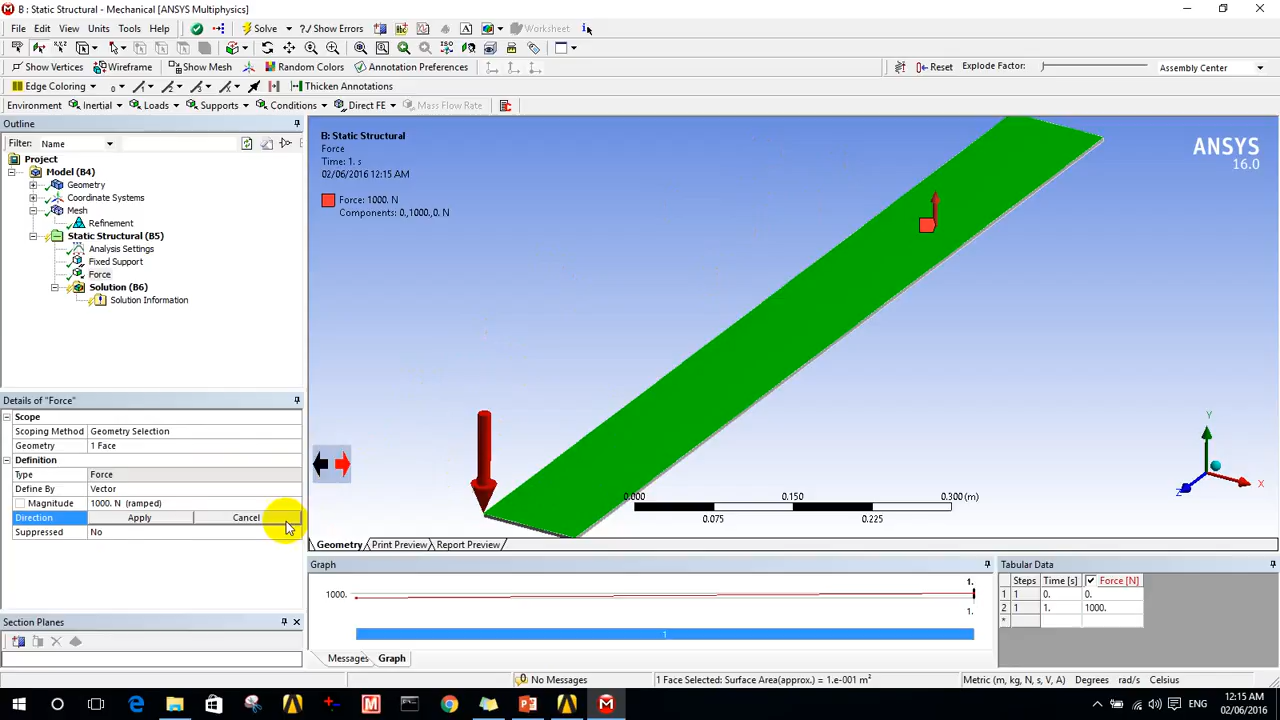 B : Static Structural - Mechanical [ANSYS Multiphysics]
File Edit View Units Tools Help Solve ?/ Show Errors Worksheet
Show Vertices Wireframe Show Mesh Random Colors Annotation Preferences Reset Explode Factor: Assembly Center
Edge Coloring Thicken Annotations
Environment Inertial Loads Supports Conditions Direct FE Mass Flow Rate
Outline
Filter: Name
Project
Model (B4)
Geometry
Coordinate Systems
Mesh
Refinement
Static Structural (B5)
Analysis Settings
Fixed Support
Force
Solution (B6)
Solution Information
Details of "Force"
Scope
Scoping Method Geometry Selection
Geometry 1 Face
Definition
Type Force
Define By Vector
Magnitude 1000. N (ramped)
Direction Apply Cancel
Suppressed No
Section Planes
B: Static Structural
Force
Time: 1. s
02/06/2016 12:15 AM
Force: 1000. N
Components: 0.,1000.,0. N
ANSYS
16.0
Y
X
Z
0.000 0.150 0.300 (m)
0.075 0.225
Geometry Print Preview Report Preview
Graph
1.
1000.
1.
1
Messages Graph
Tabular Data
Steps Time [s] Force [N]
1 1 0. 0.
2 1 1. 1000.
*
No Messages 1 Face Selected: Surface Area(approx.) = 1.e-001 m² Metric (m, kg, N, s, V, A) Degrees rad/s Celsius
12:15 AM
02/06/2016